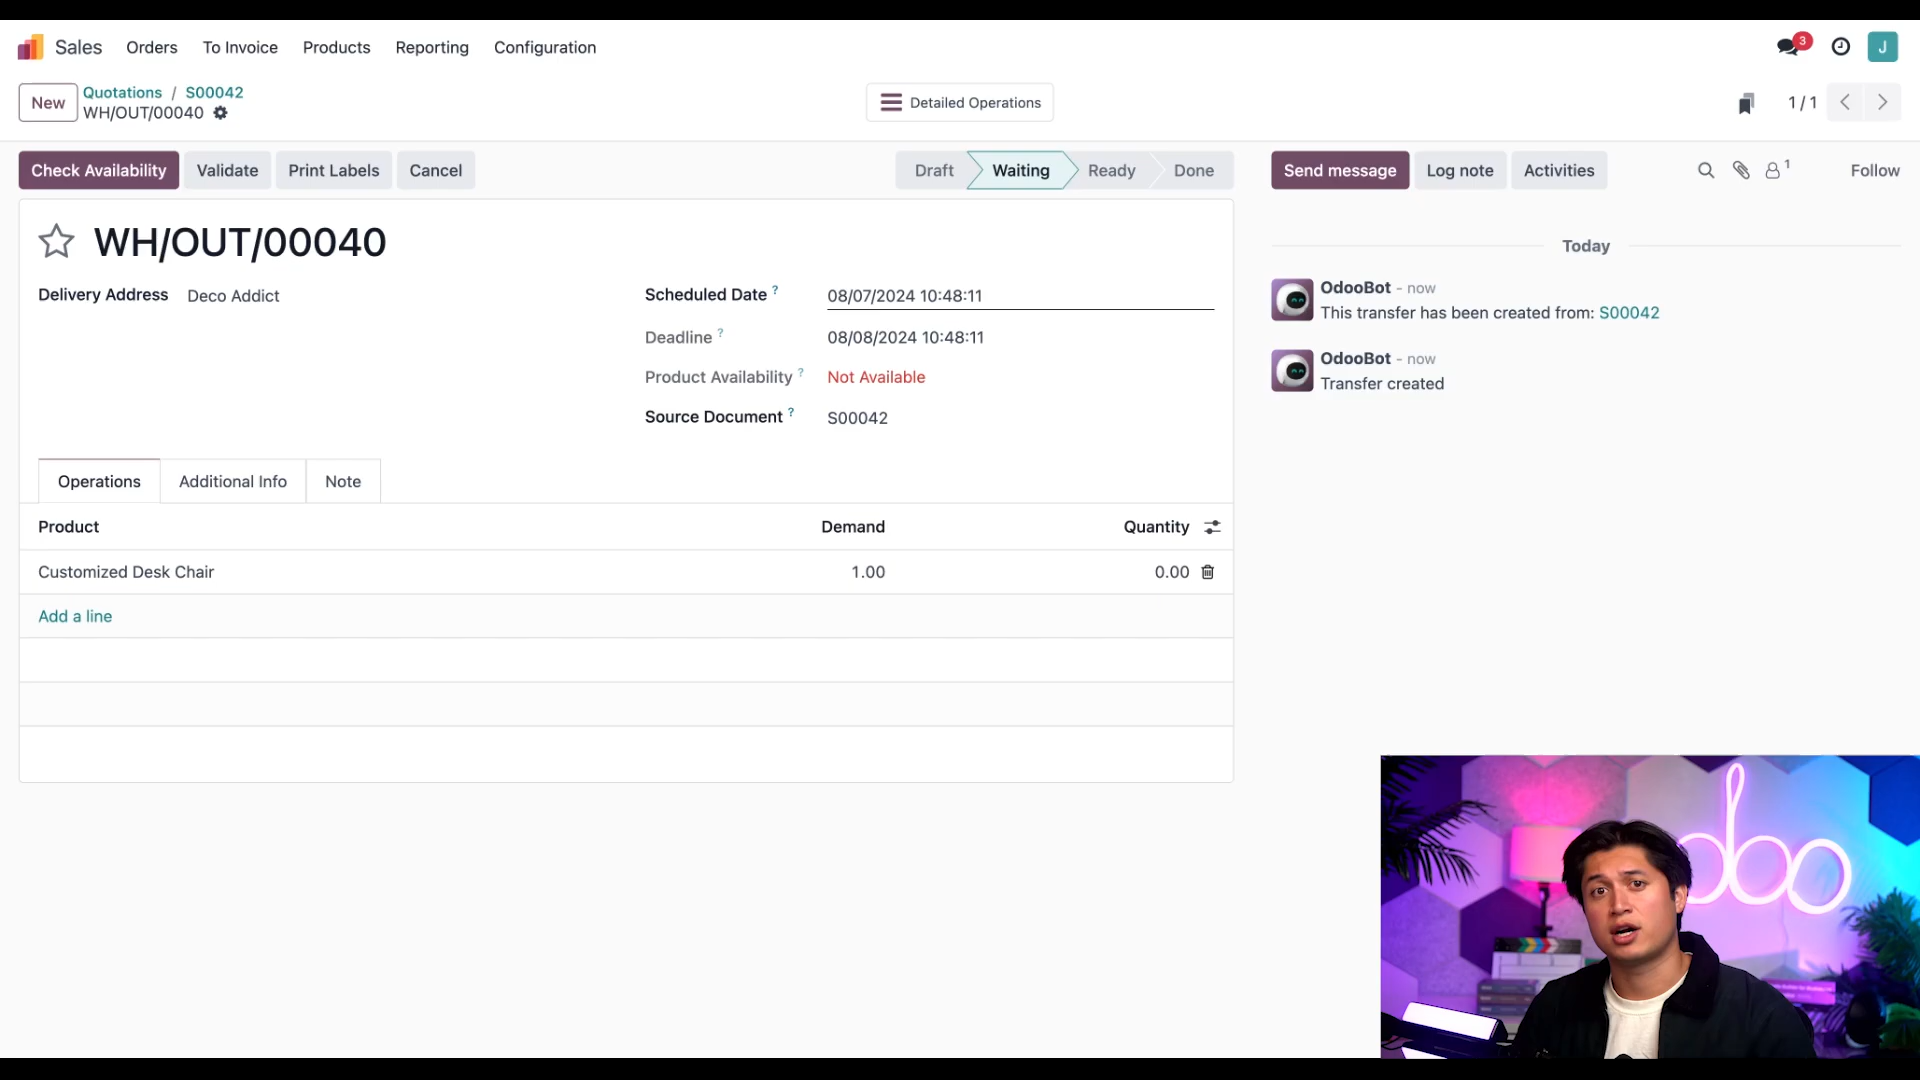 Sales Orders To Invoice Products Reporting Configuration 3 J
New Quotations / S00042
WH/OUT/00040
Detailed Operations
1 / 1
Check Availability Validate Print Labels Cancel
Draft Waiting Ready Done
Send message Log note Activities 1 Follow
WH/OUT/00040
Delivery Address Deco Addict
Scheduled Date ? 08/07/2024 10:48:11
Deadline ? 08/08/2024 10:48:11
Product Availability ? Not Available
Source Document ? S00042
Operations Additional Info Note
Product Demand Quantity
Customized Desk Chair 1.00 0.00
Add a line
Today
OdooBot - now
This transfer has been created from: S00042
OdooBot - now
Transfer created
odoo